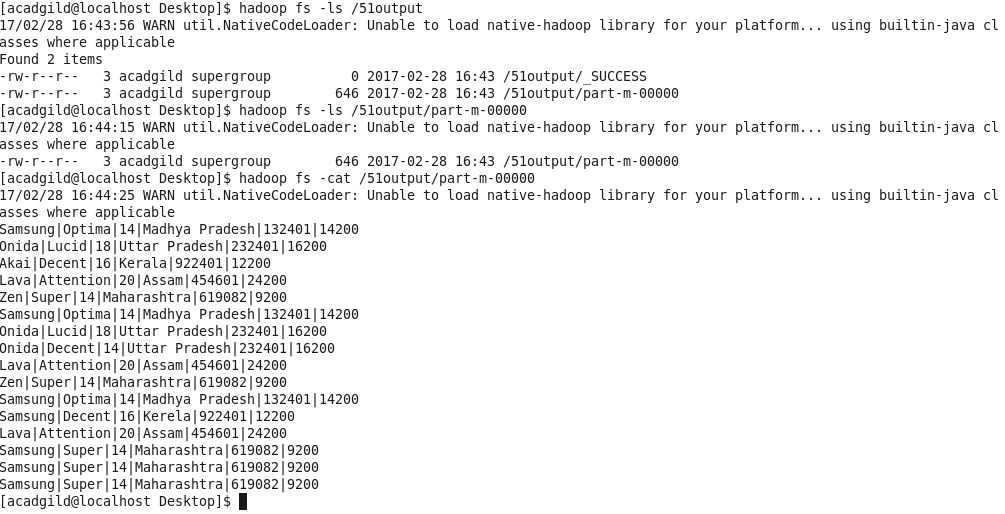 [acadgild@localhost Desktop]$ hadoop fs -ls /51output
17/02/28 16:43:56 WARN util.NativeCodeLoader: Unable to load native-hadoop library for your platform... using builtin-java cl
asses where applicable
Found 2 items
-rw-r--r--   3 acadgild supergroup          0 2017-02-28 16:43 /51output/_SUCCESS
-rw-r--r--   3 acadgild supergroup        646 2017-02-28 16:43 /51output/part-m-00000
[acadgild@localhost Desktop]$ hadoop fs -ls /51output/part-m-00000
17/02/28 16:44:15 WARN util.NativeCodeLoader: Unable to load native-hadoop library for your platform... using builtin-java cl
asses where applicable
-rw-r--r--   3 acadgild supergroup        646 2017-02-28 16:43 /51output/part-m-00000
[acadgild@localhost Desktop]$ hadoop fs -cat /51output/part-m-00000
17/02/28 16:44:25 WARN util.NativeCodeLoader: Unable to load native-hadoop library for your platform... using builtin-java cl
asses where applicable
Samsung|Optima|14|Madhya Pradesh|132401|14200
Onida|Lucid|18|Uttar Pradesh|232401|16200
Akai|Decent|16|Kerala|922401|12200
Lava|Attention|20|Assam|454601|24200
Zen|Super|14|Maharashtra|619082|9200
Samsung|Optima|14|Madhya Pradesh|132401|14200
Onida|Lucid|18|Uttar Pradesh|232401|16200
Onida|Decent|14|Uttar Pradesh|232401|16200
Lava|Attention|20|Assam|454601|24200
Zen|Super|14|Maharashtra|619082|9200
Samsung|Optima|14|Madhya Pradesh|132401|14200
Samsung|Decent|16|Kerela|922401|12200
Lava|Attention|20|Assam|454601|24200
Samsung|Super|14|Maharashtra|619082|9200
Samsung|Super|14|Maharashtra|619082|9200
Samsung|Super|14|Maharashtra|619082|9200
[acadgild@localhost Desktop]$